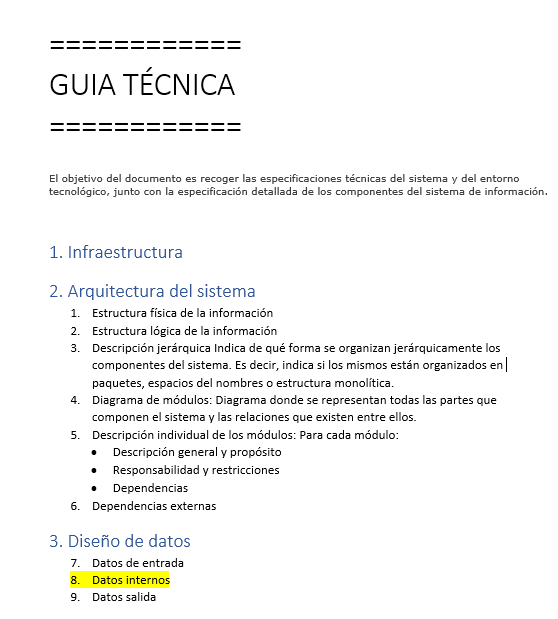 ============
GUIA TÉCNICA
============
El objetivo del documento es recoger las especificaciones técnicas del sistema y del entorno
tecnológico, junto con la especificación detallada de los componentes del sistema de información.
1. Infraestructura
2. Arquitectura del sistema
1. Estructura física de la información
2. Estructura lógica de la información
3. Descripción jerárquica Indica de qué forma se organizan jerárquicamente los
componentes del sistema. Es decir, indica si los mismos están organizados en
paquetes, espacios del nombres o estructura monolítica.
4. Diagrama de módulos: Diagrama donde se representan todas las partes que
componen el sistema y las relaciones que existen entre ellos.
5. Descripción individual de los módulos: Para cada módulo:
• Descripción general y propósito
• Responsabilidad y restricciones
• Dependencias
6. Dependencias externas
3. Diseño de datos
7. Datos de entrada
8. Datos internos
9. Datos salida